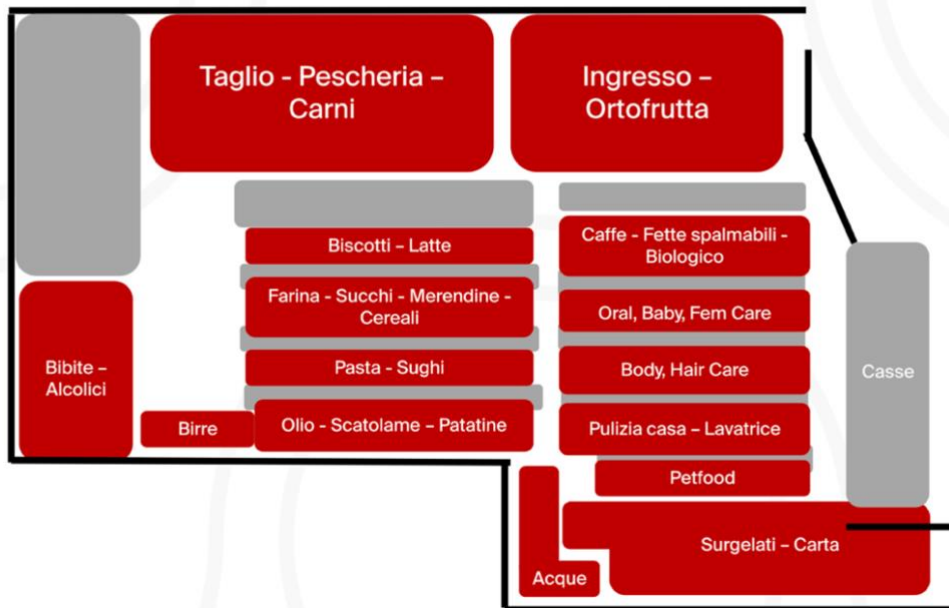 Taglio - Pescheria –
Carni
Ingresso –
Ortofrutta
Biscotti – Latte
Caffe - Fette spalmabili -
Biologico
Farina - Succhi - Merendine -
Cereali
Oral, Baby, Fem Care
Pasta - Sughi
Body, Hair Care
Casse
Bibite –
Alcolici
Birre
Olio - Scatolame – Patatine
Pulizia casa – Lavatrice
Petfood
Surgelati – Carta
Acque